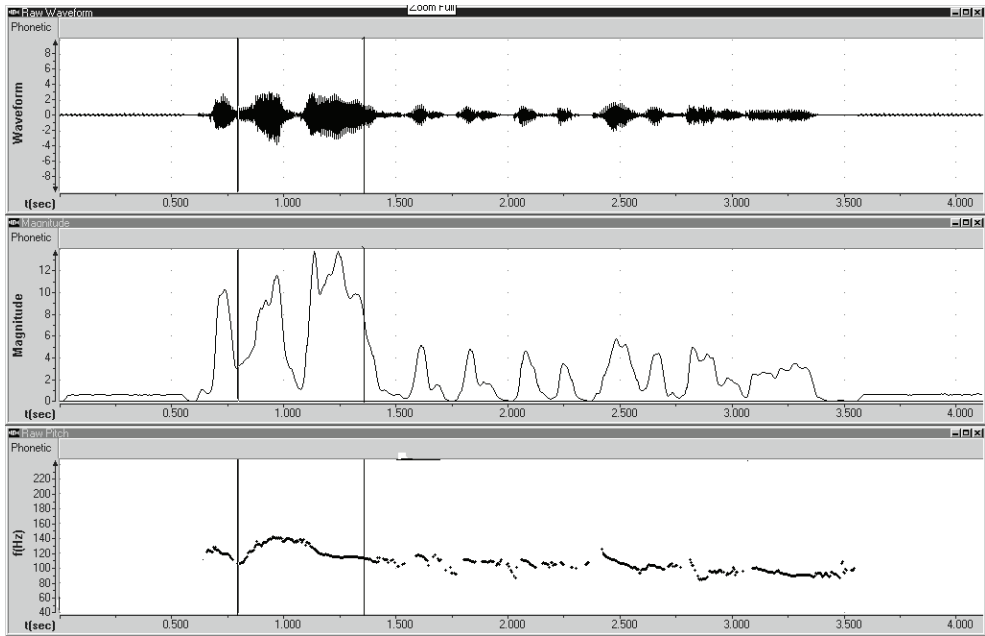 Raw Waveform
Zoom Full
Phonetic
Waveform
8
6
4
2
0
-2
-4
-6
-8
t(sec) 0.500 1.000 1.500 2.000 2.500 3.000 3.500 4.000
Magnitude
Phonetic
Magnitude
12
10
8
6
4
2
0
t(sec) 0.500 1.000 1.500 2.000 2.500 3.000 3.500 4.000
Raw Pitch
Phonetic
f(Hz)
220
200
180
160
140
120
100
80
60
40
t(sec) 0.500 1.000 1.500 2.000 2.500 3.000 3.500 4.000